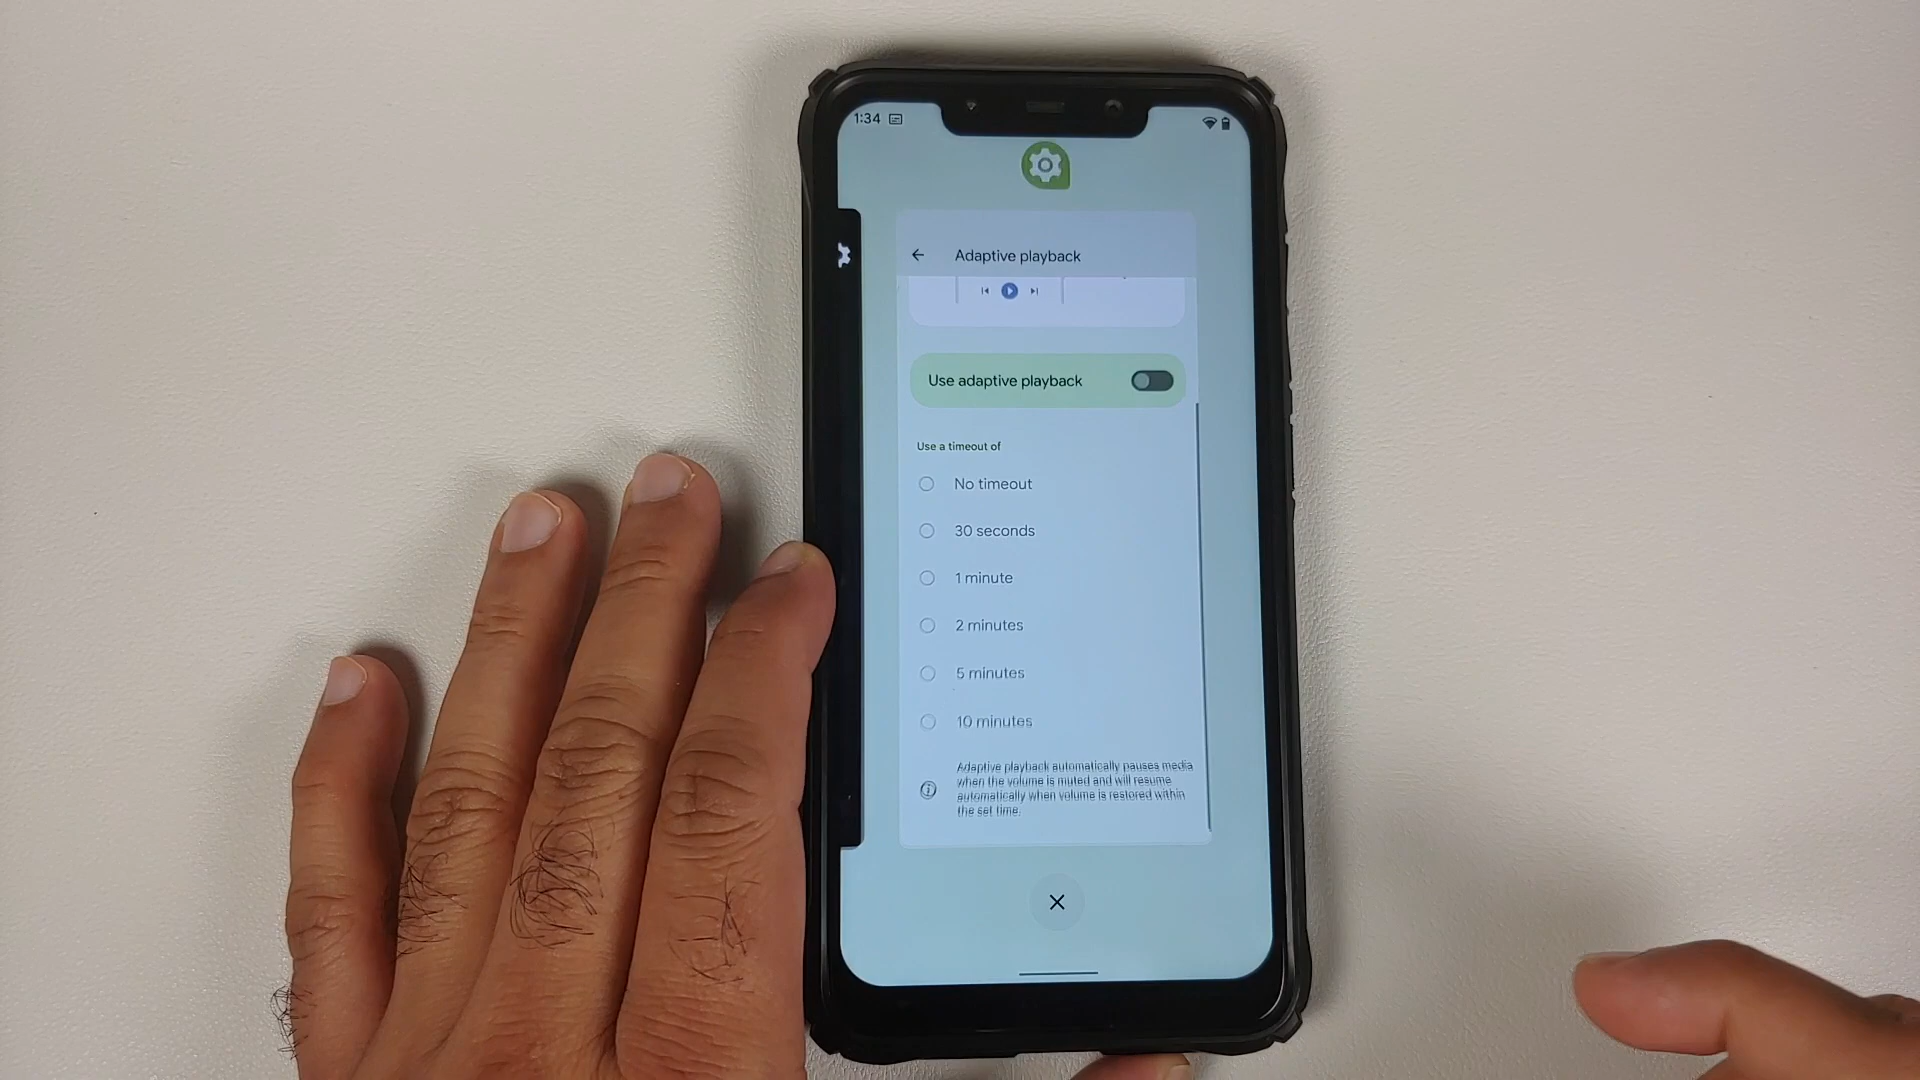 1:34
Adaptive playback
Use adaptive playback
Use a timeout of
No timeout
30 seconds
1 minute
2 minutes
5 minutes
10 minutes
Adaptive playback automatically pauses media
when the volume is muted and will resume
automatically when volume is restored within
the set time.